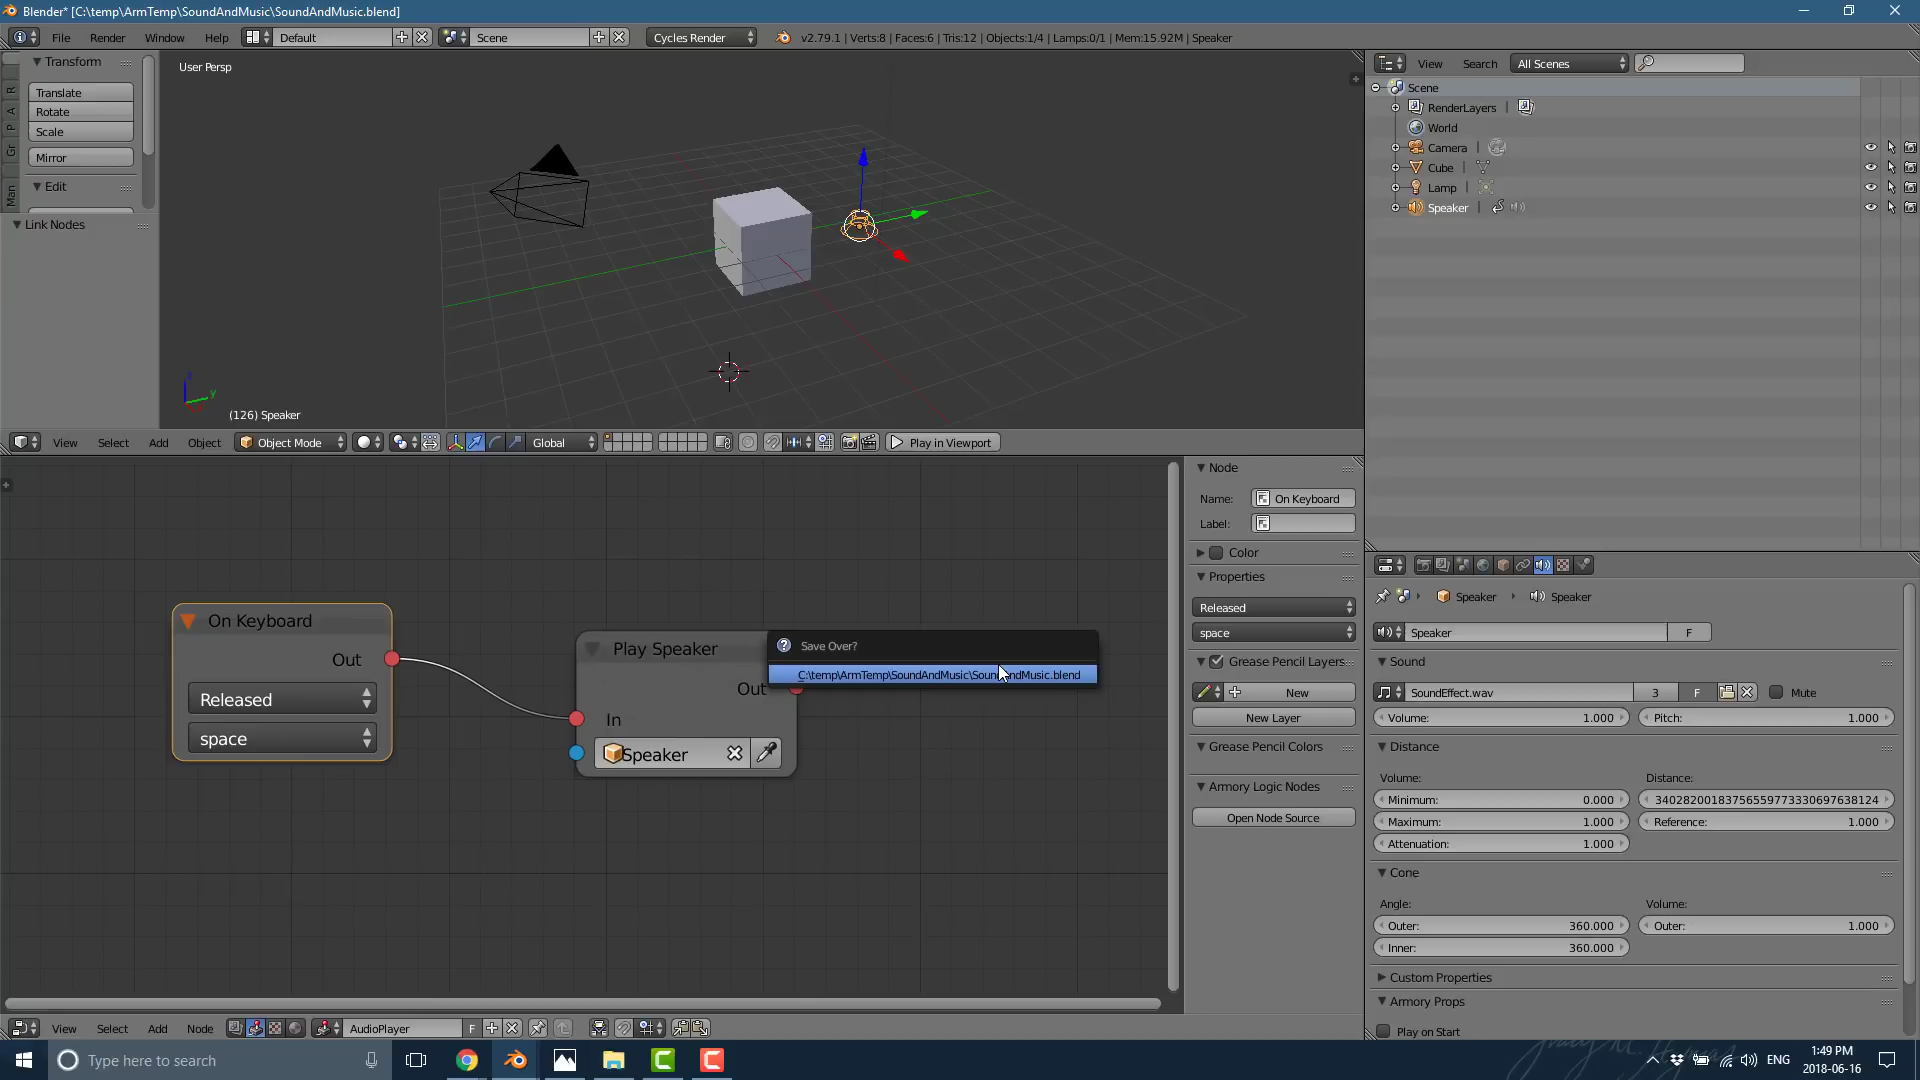 Blender* [C:\temp\ArmTemp\SoundAndMusic\SoundAndMusic.blend]
File Render Window Help Default Scene Cycles Render v2.79.1 | Verts:8 | Faces:6 | Tris:12 | Objects:1/4 | Lamps:0/1 | Mem:15.92M | Speaker
Transform
Translate
Rotate
Scale
Mirror
Edit
Link Nodes
R
A
P
Gr
Man
User Persp
z
y
(126) Speaker
View Select Add Object Object Mode Global Play in Viewport
View Search All Scenes
Scene
RenderLayers |
World
Camera |
Cube |
Lamp |
Speaker |
On Keyboard
Out
Released
space
Play Speaker
Out
In
Speaker
Save Over?
C:\temp\ArmTemp\SoundAndMusic\SoundAndMusic.blend
Node
Name: On Keyboard
Label:
Color
Properties
Released
space
Grease Pencil Layers
New
New Layer
Grease Pencil Colors
Armory Logic Nodes
Open Node Source
Speaker Speaker
Speaker F
Sound
SoundEffect.wav 3 F Mute
Volume: 1.000 Pitch: 1.000
Distance
Volume: Distance:
Minimum: 0.000 340282001837565597733306976381​24
Maximum: 1.000 Reference: 1.000
Attenuation: 1.000
Cone
Angle: Volume:
Outer: 360.000 Outer: 1.000
Inner: 360.000
Custom Properties
Armory Props
Play on Start
View Select Add Node AudioPlayer F
Type here to search
ENG
1:49 PM
2018-06-16